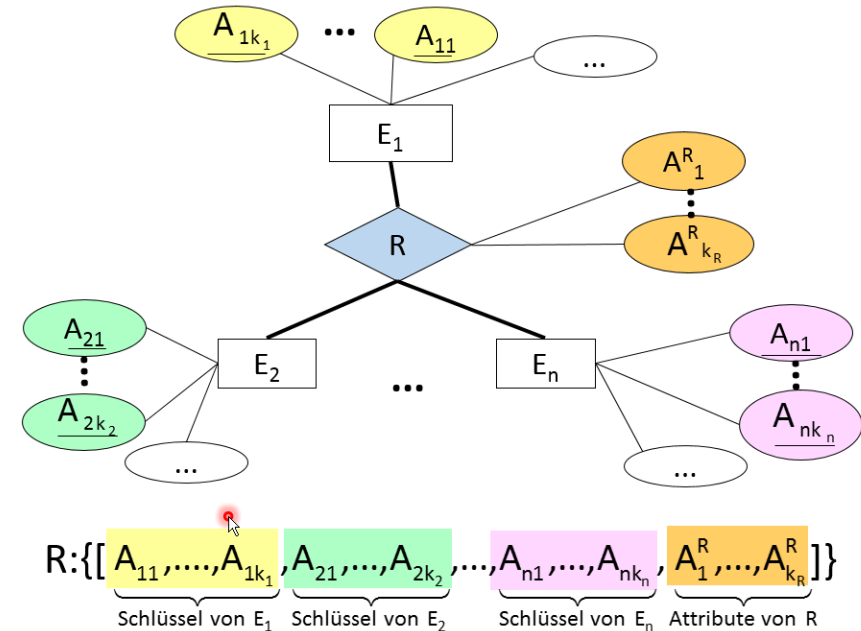 A1k1 ... A11 ...
E1
AR1
R
ARkR
A21
E2 ... En
An1
A2k2
Ankn
... ...
R:{[A11,....,A1k1,A21,...,A2k2,...,An1,...,Ankn,AR1,...,ARkR]}
Schlüssel von E1 Schlüssel von E2 Schlüssel von En Attribute von R